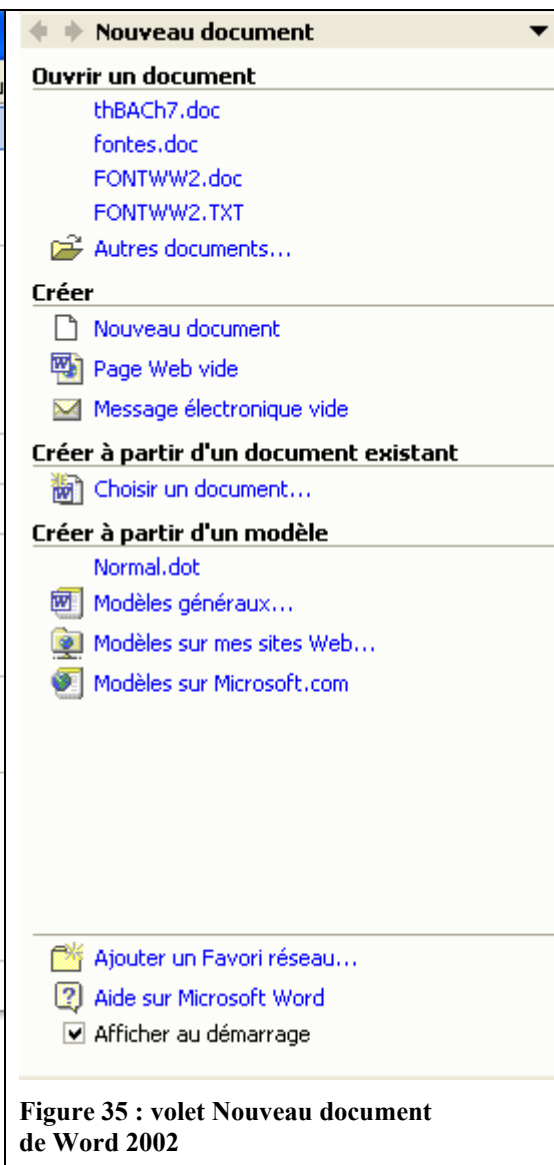 Nouveau document
Ouvrir un document
thBACh7.doc
fontes.doc
FONTWW2.doc
FONTWW2.TXT
Autres documents...
Créer
Nouveau document
Page Web vide
Message électronique vide
Créer à partir d'un document existant
Choisir un document...
Créer à partir d'un modèle
Normal.dot
Modèles généraux...
Modèles sur mes sites Web...
Modèles sur Microsoft.com
Ajouter un Favori réseau...
Aide sur Microsoft Word
Afficher au démarrage
Figure 35 : volet Nouveau document
de Word 2002